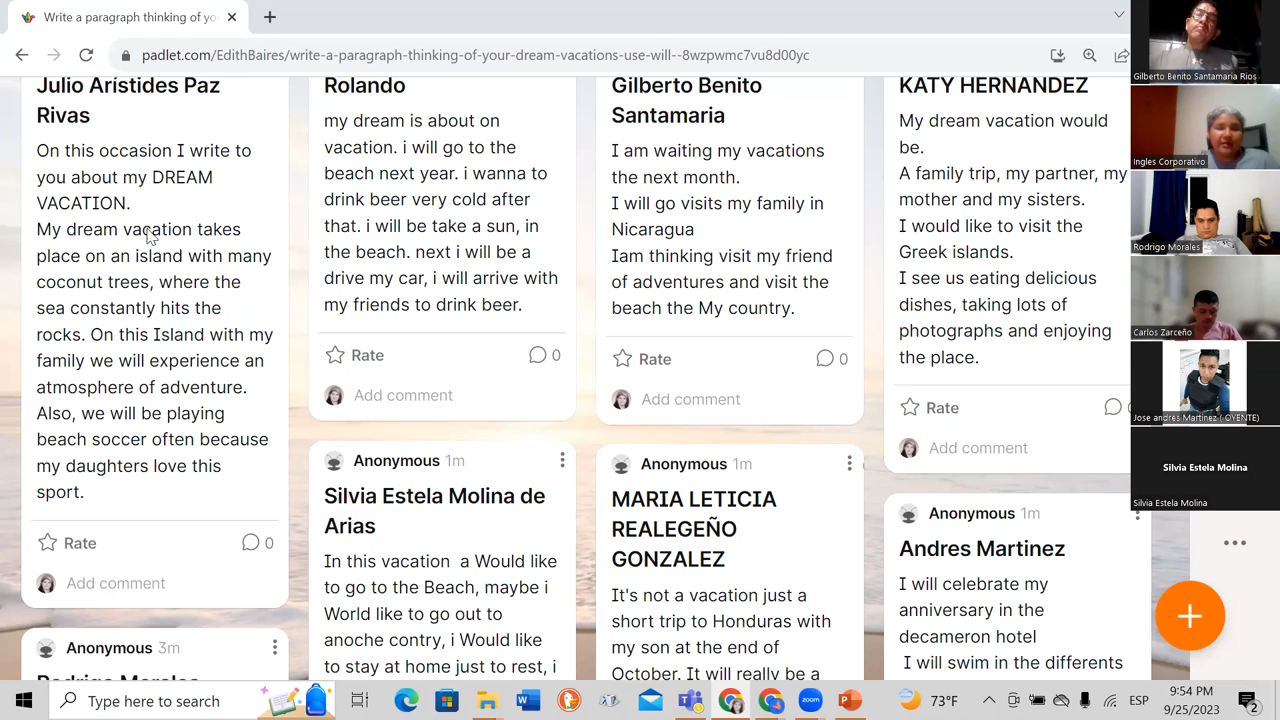 Write a paragraph thinking of yo
padlet.com/EdithBaires/write-a-paragraph-thinking-of-your-dream-vacations-use-will--8wzpwmc7vu8d00yc
Julio Arístides Paz
Rivas
On this occasion I write to
you about my DREAM
VACATION.
My dream vacation takes
place on an island with many
coconut trees, where the
sea constantly hits the
rocks. On this Island with my
family we will experience an
atmosphere of adventure.
Also, we will be playing
beach soccer often because
my daughters love this
sport.
Rate
0
Add comment
Anonymous 3m
Rodrigo Morales
Rolando
my dream is about on
vacation. i will go to the
beach next year. i wanna to
drink beer very cold after
that. i will be take a sun, in
the beach. next i will be a
drive my car, i will arrive with
my friends to drink beer.
Rate
0
Add comment
Anonymous 1m
Silvia Estela Molina de
Arias
In this vacation a Would like
to go to the Beach, maybe i
World like to go out to
anoche contry, i Would like
to stay at home just to rest, i
Gilberto Benito
Santamaria
I am waiting my vacations
the next month.
I will go visits my family in
Nicaragua
Iam thinking visit my friend
of adventures and visit the
beach the My country.
Rate
0
Add comment
Anonymous 1m
MARIA LETICIA
REALEGEÑO
GONZALEZ
It's not a vacation just a
short trip to Honduras with
my son at the end of
October. It will really be a
KATY HERNANDEZ
My dream vacation would
be.
A family trip, my partner, my
mother and my sisters.
I would like to visit the
Greek islands.
I see us eating delicious
dishes, taking lots of
photographs and enjoying
the place.
Rate
Add comment
Anonymous 1m
Andres Martinez
I will celebrate my
anniversary in the
decameron hotel
I will swim in the differents
Gilberto Benito Santamaria Rios
Ingles Corporativo
Rodrigo Morales
Carlos Zarceño
Jose andres Martinez ( OYENTE)
Silvia Estela Molina
Silvia Estela Molina
Type here to search
zoom
73°F
ESP
9:54 PM
9/25/2023
2